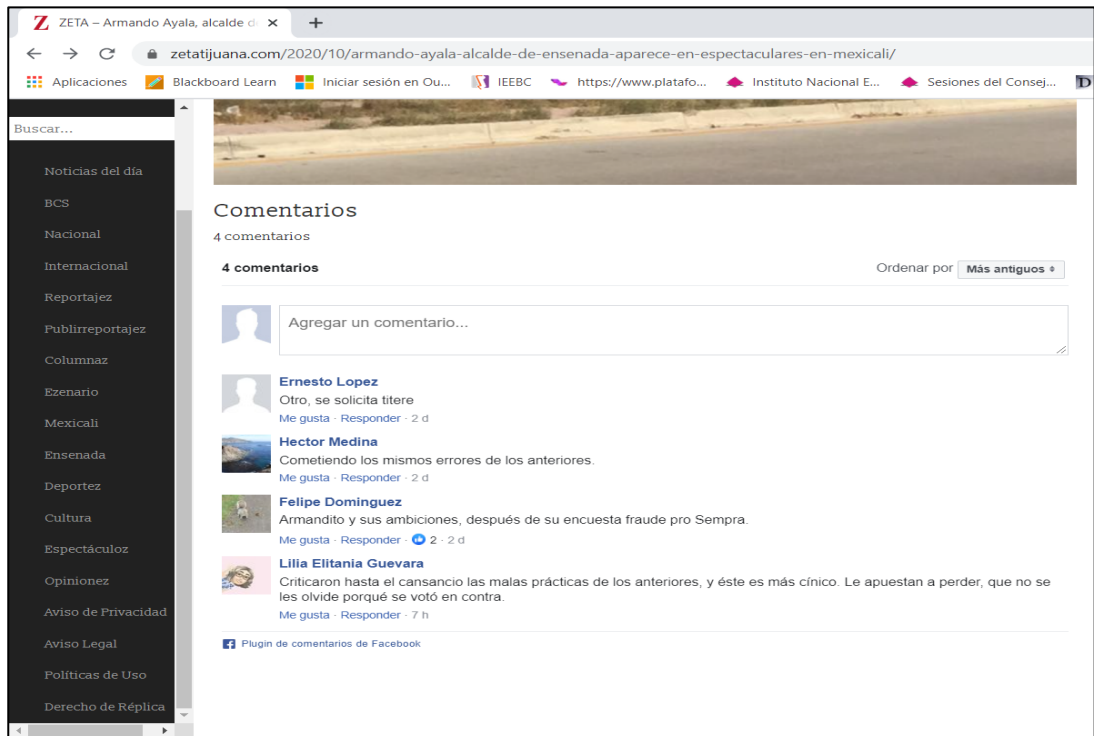 Z ZETA – Armando Ayala, alcalde d
zetatijuana.com/2020/10/armando-ayala-alcalde-de-ensenada-aparece-en-espectaculares-en-mexicali/
Aplicaciones Blackboard Learn Iniciar sesión en Ou... IEEBC https://www.platafo... Instituto Nacional E... Sesiones del Consej... D
Buscar...
Noticias del día
BCS
Nacional
Internacional
Reportajez
Publirreportajez
Columnaz
Ezenario
Mexicali
Ensenada
Deportez
Cultura
Espectáculoz
Opinionez
Aviso de Privacidad
Aviso Legal
Políticas de Uso
Derecho de Réplica
Comentarios
4 comentarios
4 comentarios Ordenar por Más antiguos
Agregar un comentario...
Ernesto Lopez
Otro, se solicita titere
Me gusta · Responder · 2 d
Hector Medina
Cometiendo los mismos errores de los anteriores.
Me gusta · Responder · 2 d
Felipe Dominguez
Armandito y sus ambiciones, después de su encuesta fraude pro Sempra.
Me gusta · Responder · 2 · 2 d
Lilia Elitania Guevara
Criticaron hasta el cansancio las malas prácticas de los anteriores, y éste es más cínico. Le apuestan a perder, que no se
les olvide porqué se votó en contra.
Me gusta · Responder · 7 h
Plugin de comentarios de Facebook